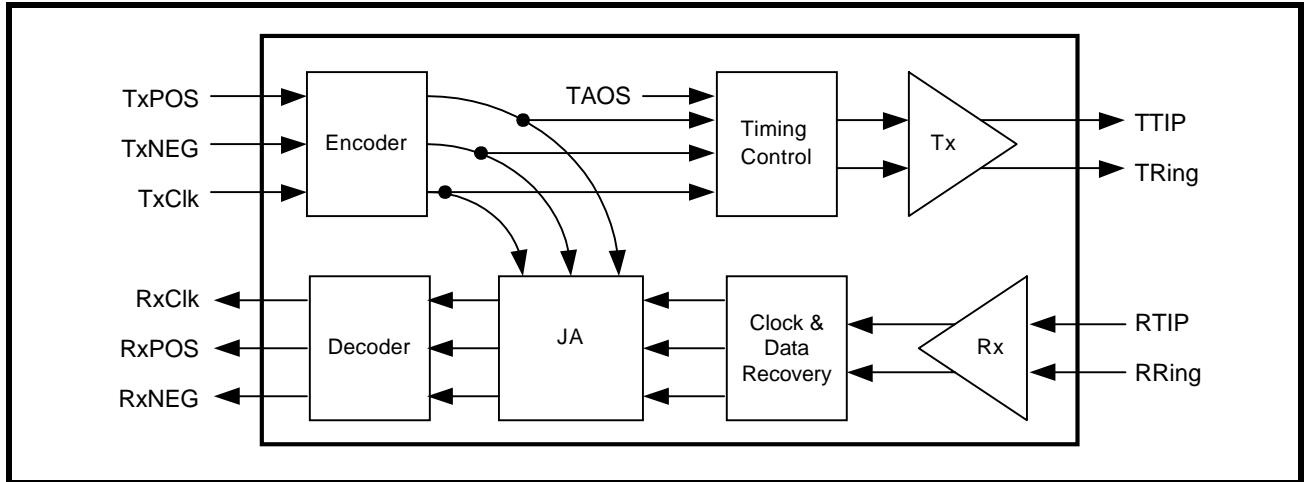 TxPOS
TxNEG
TxClk
Encoder
TAOS
Timing
Control
Tx
TTIP
TRing
RxClk
RxPOS
RxNEG
Decoder
JA
Clock &
Data
Recovery
Rx
RTIP
RRing